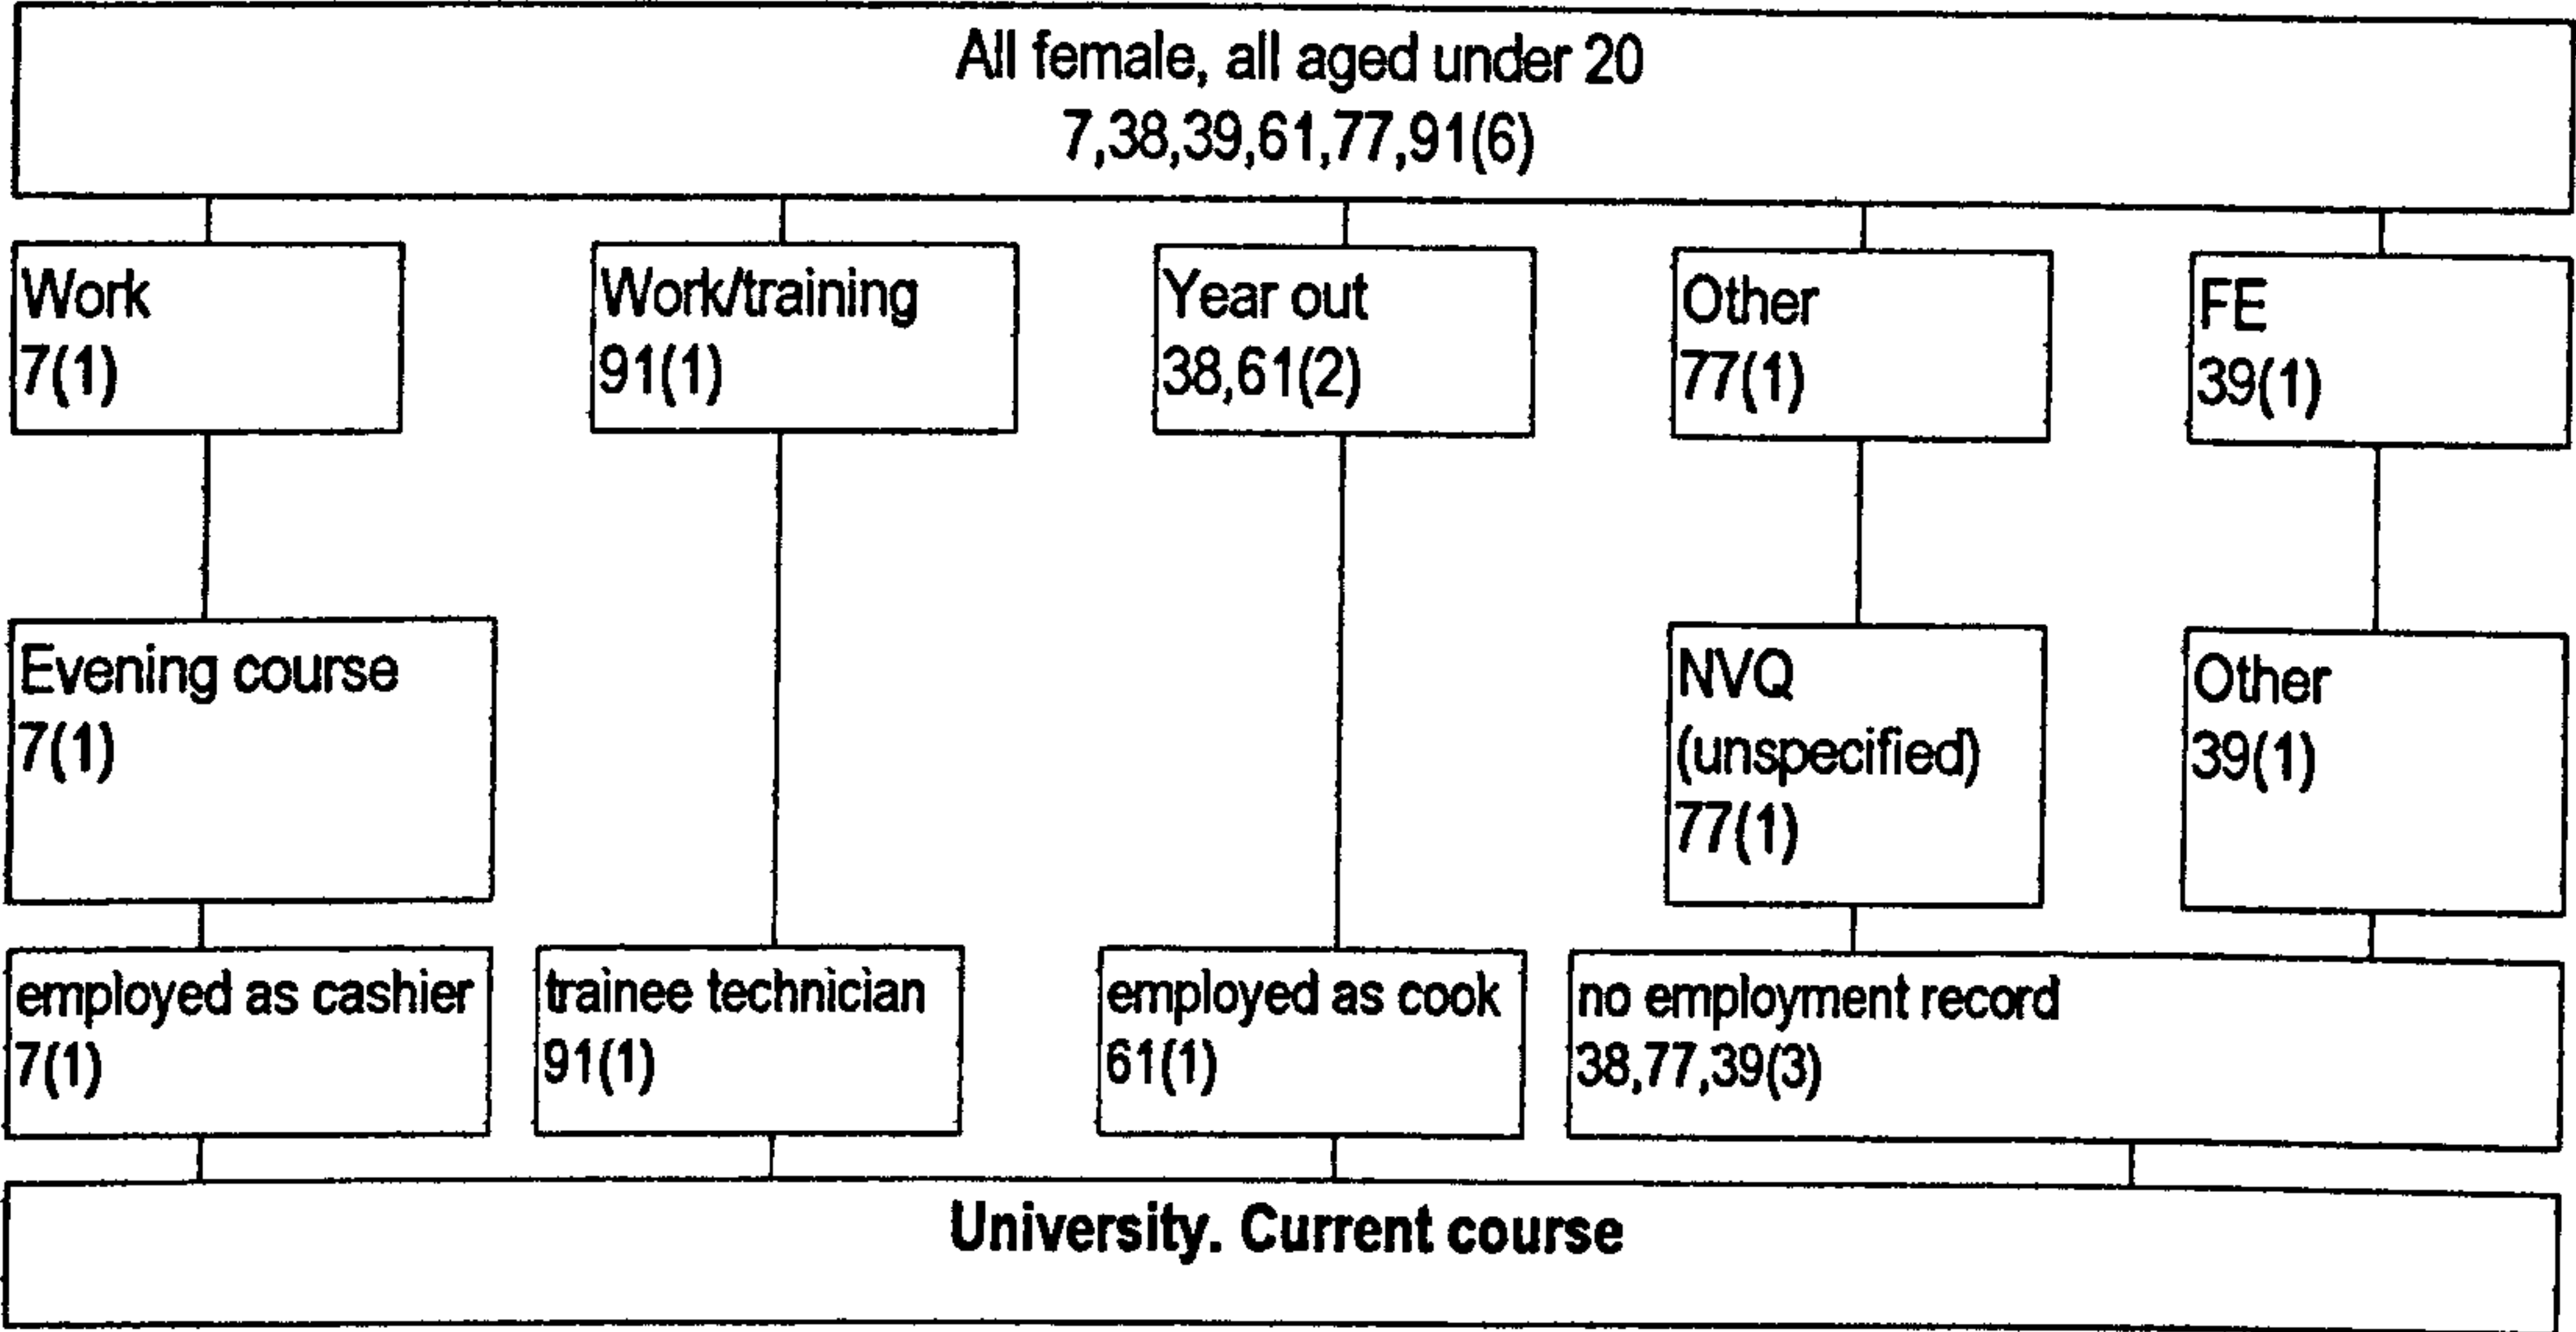 All female, all aged under 20
7,38,39,61,77,91(6)
Work
7(1)
Work/training
91(1)
Year out
38,61(2)
Other
77(1)
FE
39(1)
Evening course
7(1)
NVQ
(unspecified)
77(1)
Other
39(1)
employed as cashier
7(1)
trainee technician
91(1)
employed as cook
61(1)
no employment record
38,77,39(3)
University. Current course